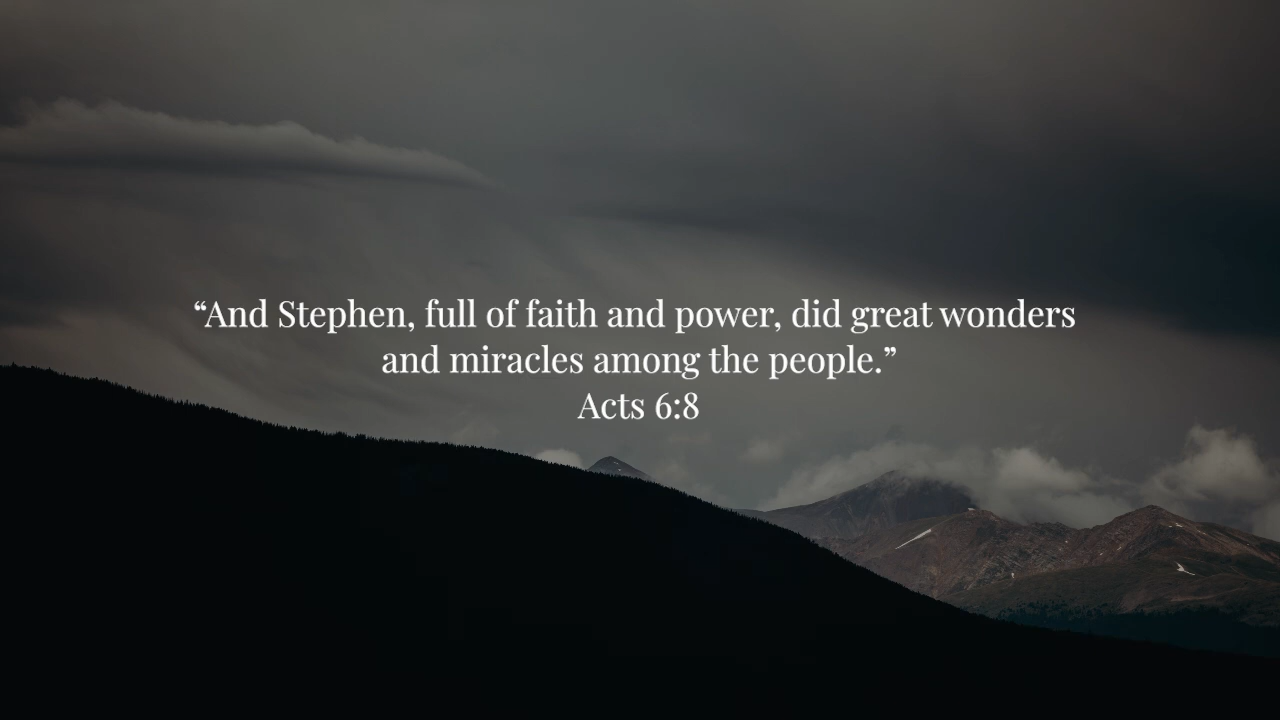 “And Stephen, full of faith and power, did great wonders
and miracles among the people.”
Acts 6:8